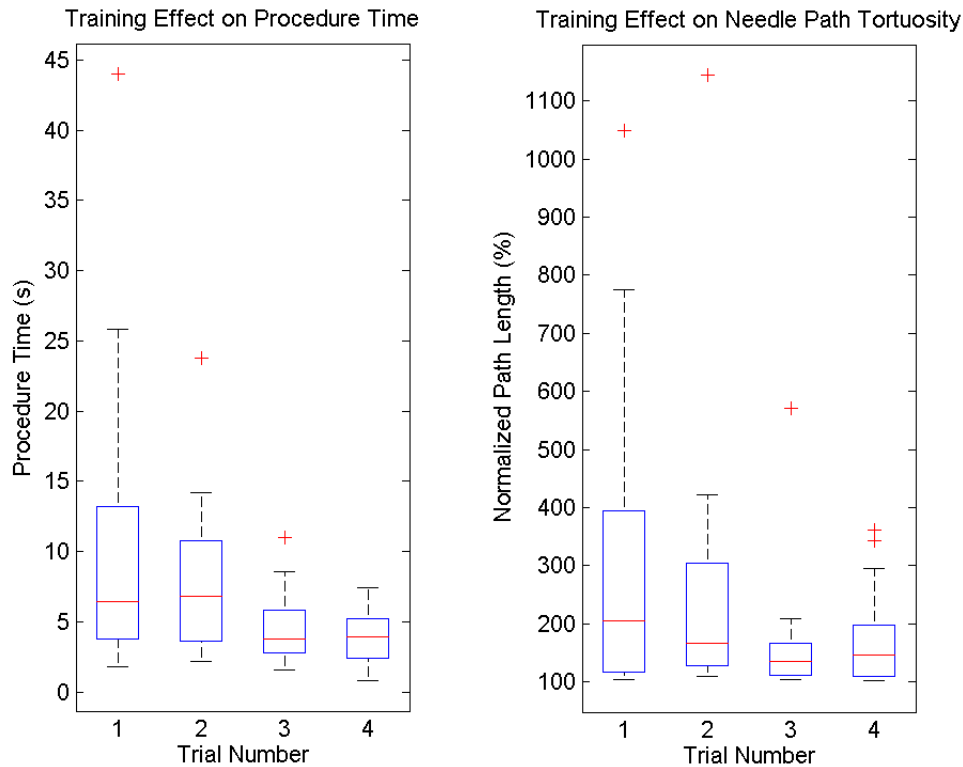 Training Effect on Procedure Time
45
40
35
30
25
20
15
10
5
0
Procedure Time (s)
1 2 3 4
Trial Number
Training Effect on Needle Path Tortuosity
1100
1000
900
800
700
600
500
400
300
200
100
Normalized Path Length (%)
1 2 3 4
Trial Number